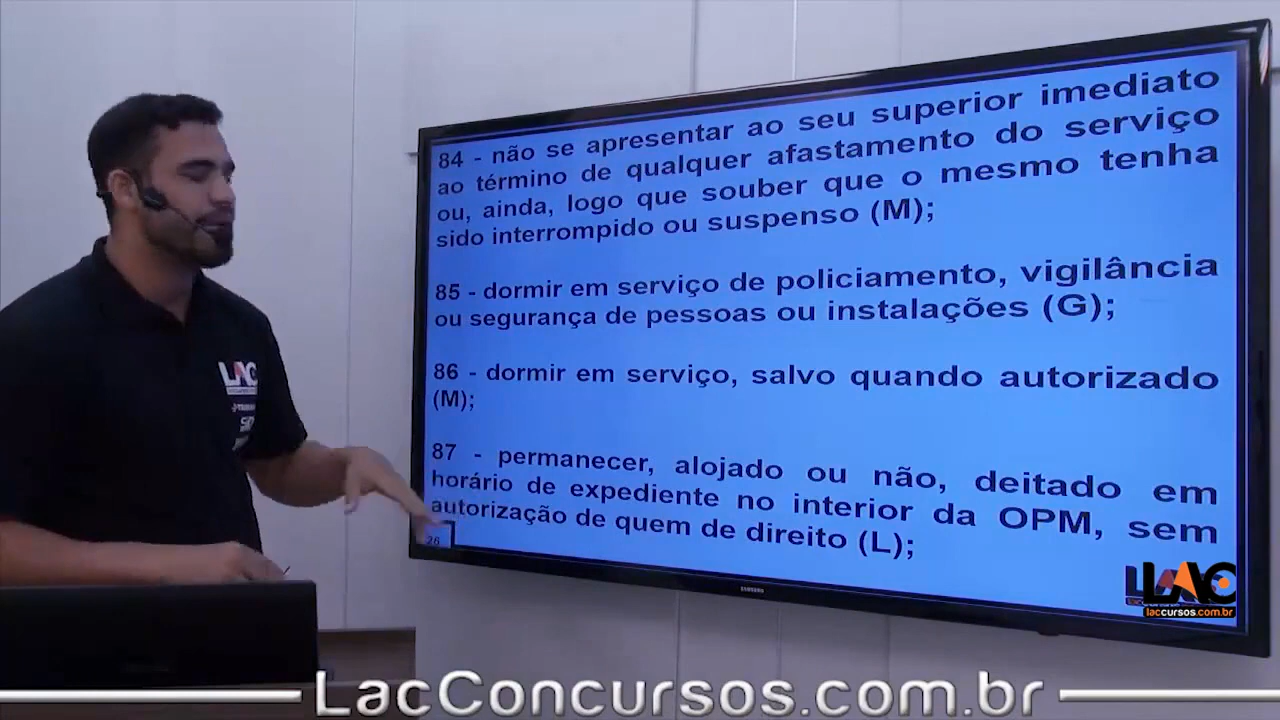 84 - não se apresentar ao seu superior imediato
ao término de qualquer afastamento do serviço
ou, ainda, logo que souber que o mesmo tenha
sido interrompido ou suspenso (M);
85 - dormir em serviço de policiamento, vigilância
ou segurança de pessoas ou instalações (G);
86 - dormir em serviço, salvo quando autorizado
(M);
87 - permanecer, alojado ou não, deitado em
horário de expediente no interior da OPM, sem
autorização de quem de direito (L);
26
LAC
SAMSUNG
LAC
laccursos.com.br
LacConcursos.com.br